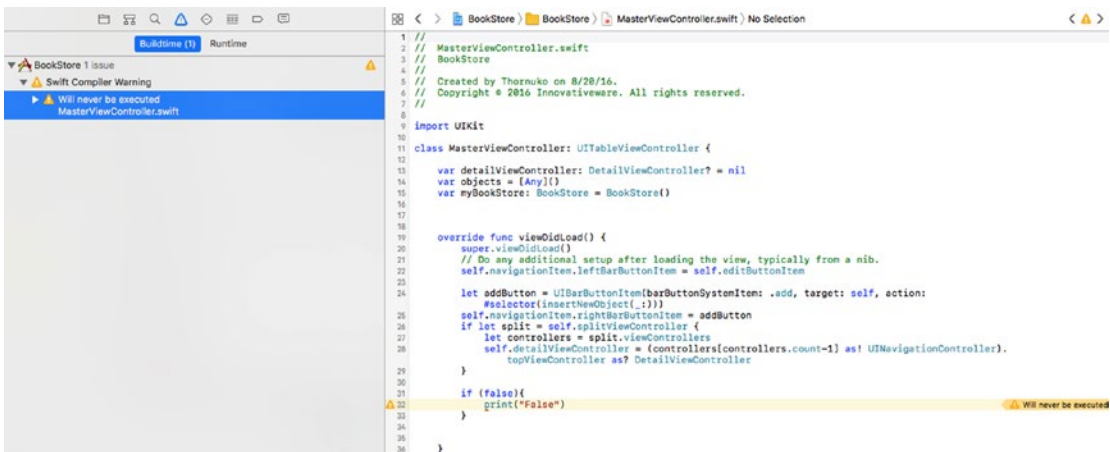 BookStore 〉 BookStore 〉 MasterViewController.swift 〉 No Selection
Buildtime (1) Runtime
BookStore 1 issue
Swift Compiler Warning
Will never be executed
MasterViewController.swift
1 //
2 //  MasterViewController.swift
3 //  BookStore
4 //
5 //  Created by Thornuko on 8/20/16.
6 //  Copyright © 2016 Innovativeware. All rights reserved.
7 //
8
9 import UIKit
10
11 class MasterViewController: UITableViewController {
12
13     var detailViewController: DetailViewController? = nil
14     var objects = [Any]()
15     var myBookStore: BookStore = BookStore()
16
17
18
19     override func viewDidLoad() {
20         super.viewDidLoad()
21         // Do any additional setup after loading the view, typically from a nib.
22         self.navigationItem.leftBarButtonItem = self.editButtonItem
23
24         let addButton = UIBarButtonItem(barButtonSystemItem: .add, target: self, action:
            #selector(insertNewObject(_:)))
25         self.navigationItem.rightBarButtonItem = addButton
26         if let split = self.splitViewController {
27             let controllers = split.viewControllers
28             self.detailViewController = (controllers[controllers.count-1] as! UINavigationController).
                topViewController as? DetailViewController
29         }
30
31         if (false){
32             print("False") Will never be executed
33         }
34
35
36     }